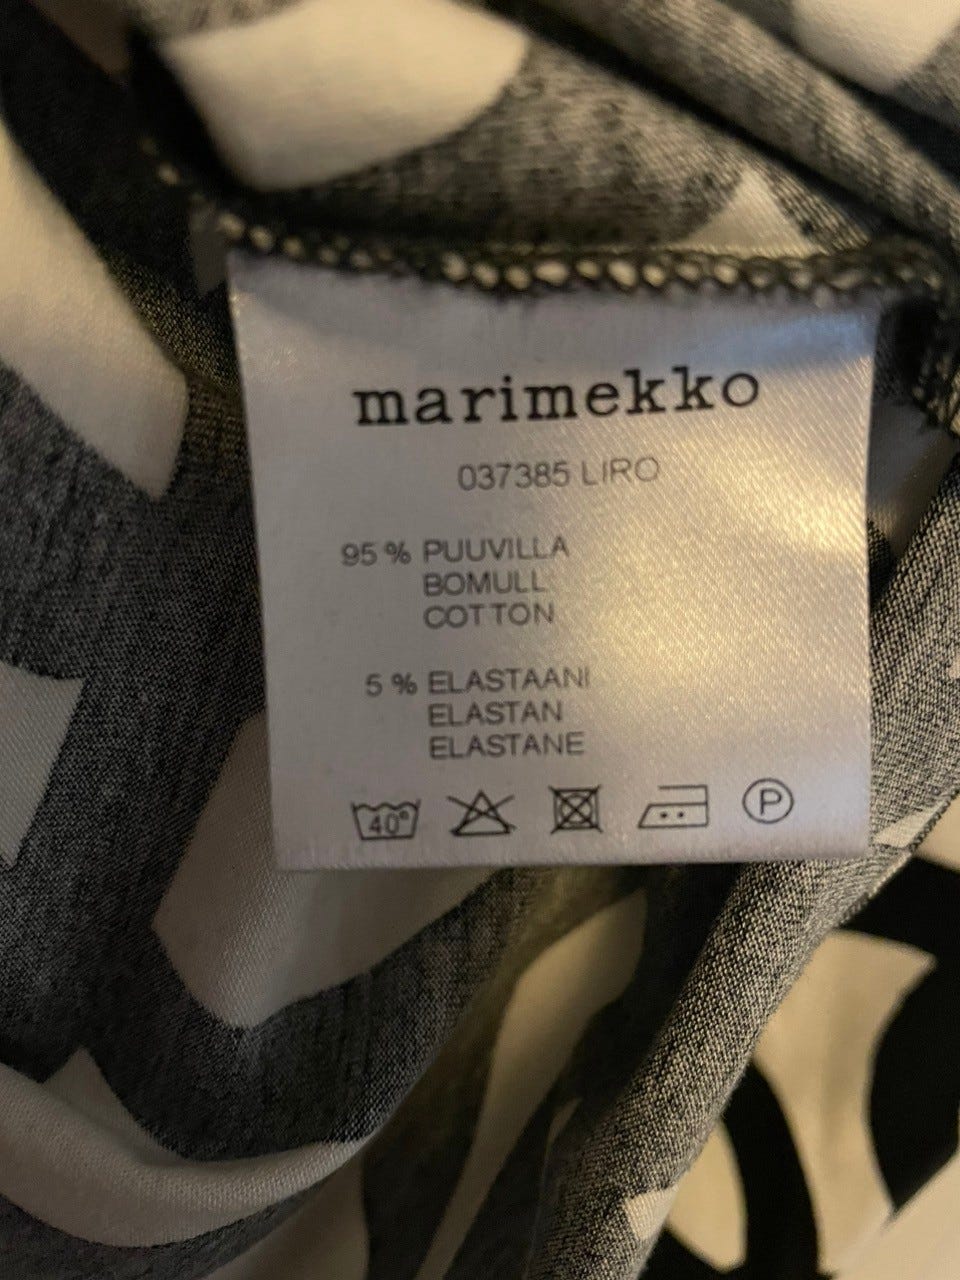 marimekko
037385 LIRO
95 % PUUVILLA
BOMULL
COTTON
5 % ELASTAANI
ELASTAN
ELASTANE
40° P